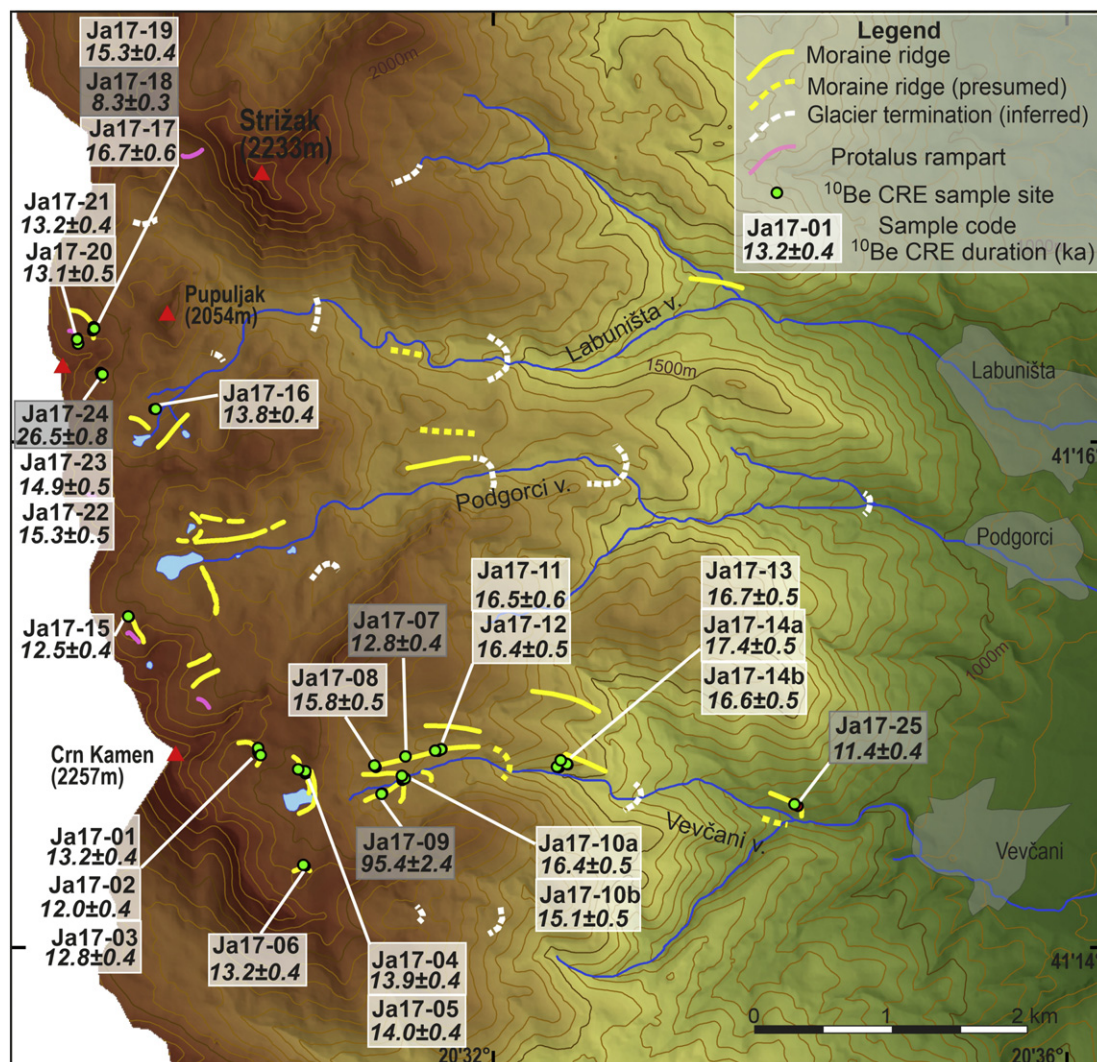 Ja17-19
15.3±0.4
Ja17-18
8.3±0.3
Ja17-17
16.7±0.6
2000m
Strižak
(2233m)
Legend
Moraine ridge
Moraine ridge (presumed)
Glacier termination (inferred)
Protalus rampart
¹⁰Be CRE sample site
Ja17-01
13.2±0.4
Sample code
¹⁰Be CRE duration (ka)
Ja17-21
13.2±0.4
Ja17-20
13.1±0.5
Pupuljak
(2054m)
Labuništa v.
Labuništa
1500m
Ja17-16
13.8±0.4
Ja17-24
26.5±0.8
Ja17-23
14.9±0.5
Ja17-22
15.3±0.5
41°16'
Podgorci v.
Podgorci
Ja17-11
16.5±0.6
Ja17-12
16.4±0.5
Ja17-13
16.7±0.5
Ja17-14a
17.4±0.5
Ja17-14b
16.6±0.5
Ja17-07
12.8±0.4
Ja17-15
12.5±0.4
Ja17-08
15.8±0.5
1000m
Ja17-25
11.4±0.4
Crn Kamen
(2257m)
Ja17-01
13.2±0.4
Ja17-02
12.0±0.4
Ja17-03
12.8±0.4
Ja17-09
95.4±2.4
Ja17-10a
16.4±0.5
Ja17-10b
15.1±0.5
Vevčani v.
Vevčani
Ja17-06
13.2±0.4
Ja17-04
13.9±0.4
Ja17-05
14.0±0.4
41°14'
0 1 2 km
20°32'
20°36'